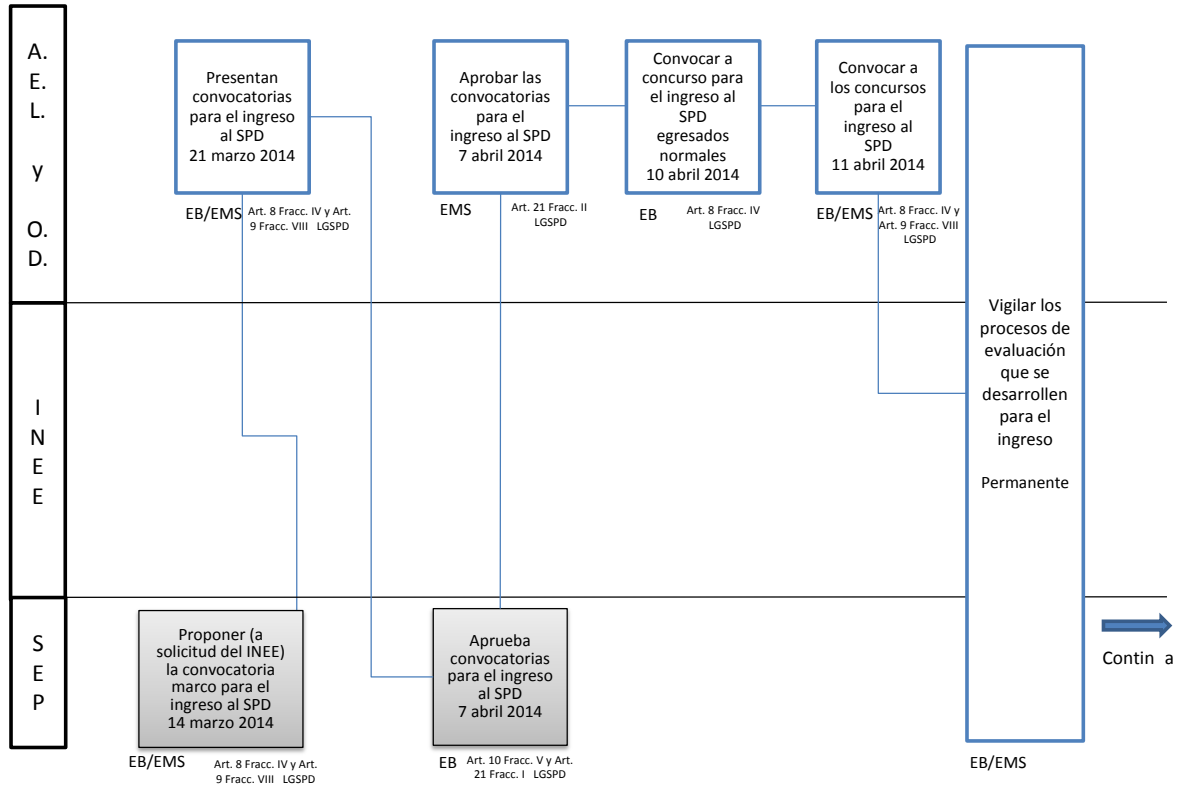 A.
E.
L.
y
O.
D.
Presentan
convocatorias
para el ingreso
al SPD
21 marzo 2014
EB/EMS
Art. 8 Fracc. IV y Art.
9 Fracc. VIII LGSPD
Aprobar las
convocatorias
para el
ingreso al SPD
7 abril 2014
EMS
Art. 21 Fracc. II
LGSPD
Convocar a
concurso para
el ingreso al
SPD
egresados
normales
10 abril 2014
EB
Art. 8 Fracc. IV
LGSPD
Convocar a
los concursos
para el
ingreso al
SPD
11 abril 2014
EB/EMS
Art. 8 Fracc. IV y
Art. 9 Fracc. VIII
LGSPD
I
N
E
E
Vigilar los
procesos de
evaluación
que se
desarrollen
para el
ingreso
Permanente
EB/EMS
S
E
P
Proponer (a
solicitud del INEE)
la convocatoria
marco para el
ingreso al SPD
14 marzo 2014
EB/EMS
Art. 8 Fracc. IV y Art.
9 Fracc. VIII LGSPD
Aprueba
convocatorias
para el ingreso
al SPD
7 abril 2014
EB
Art. 10 Fracc. V y Art.
21 Fracc. I LGSPD
Contin a